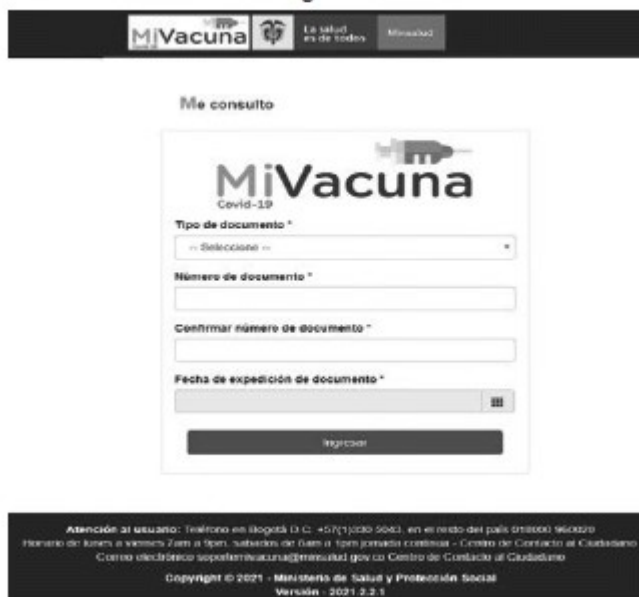 MiVacuna
Covid-19
La salud
es de todos
Minsalud
Me consulto
MiVacuna
Covid-19
Tipo de documento *
-- Seleccione --
Número de documento *
Confirmar número de documento *
Fecha de expedición de documento *
Ingresar
Atención al usuario: Teléfono en Bogotá D.C. +57(1)330 5043, en el resto del país 018000 960020
Horario de lunes a viernes 7am a 9pm, sabados de 6am a 1pm jornada continua - Centro de Contacto al Ciudadano
Correo electrónico soportemivacuna@minsalud.gov.co Centro de Contacto al Ciudadano
Copyright © 2021 - Ministerio de Salud y Protección Social
Versión - 2021.2.2.1